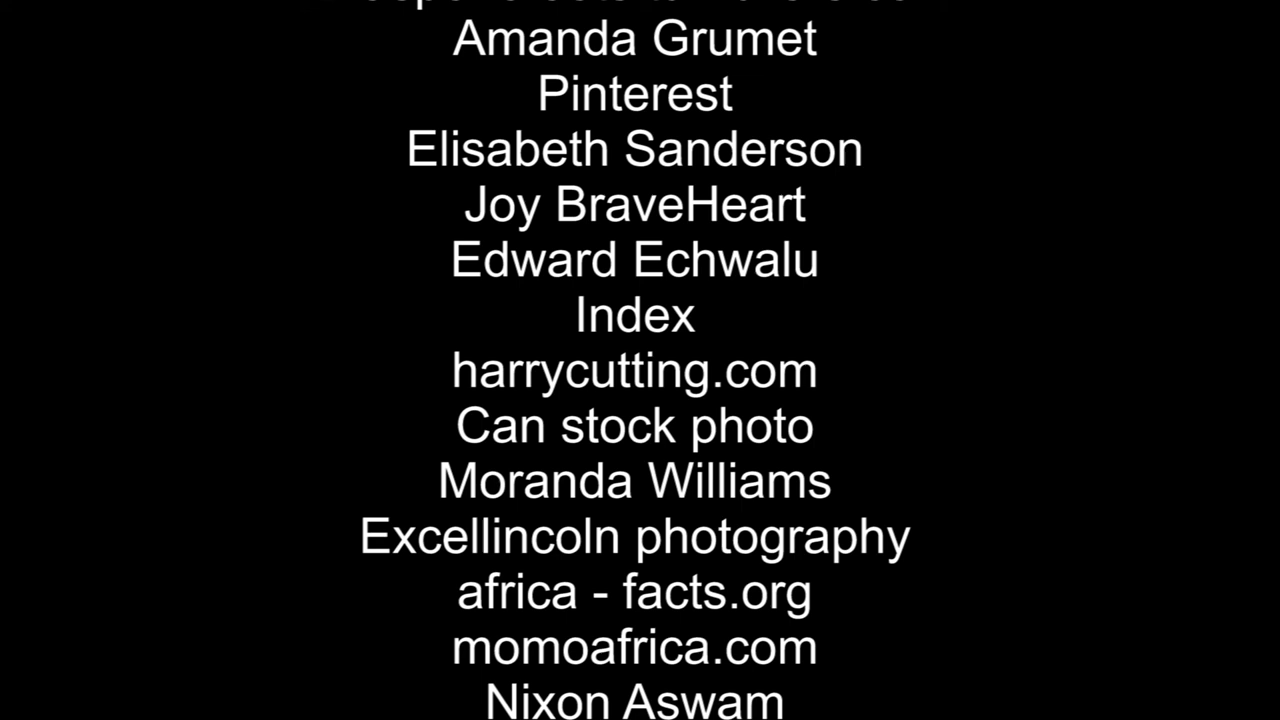 Amanda Grumet
Pinterest
Elisabeth Sanderson
Joy BraveHeart
Edward Echwalu
Index
harrycutting.com
Can stock photo
Moranda Williams
Excellincoln photography
africa - facts.org
momoafrica.com
Nixon Aswam